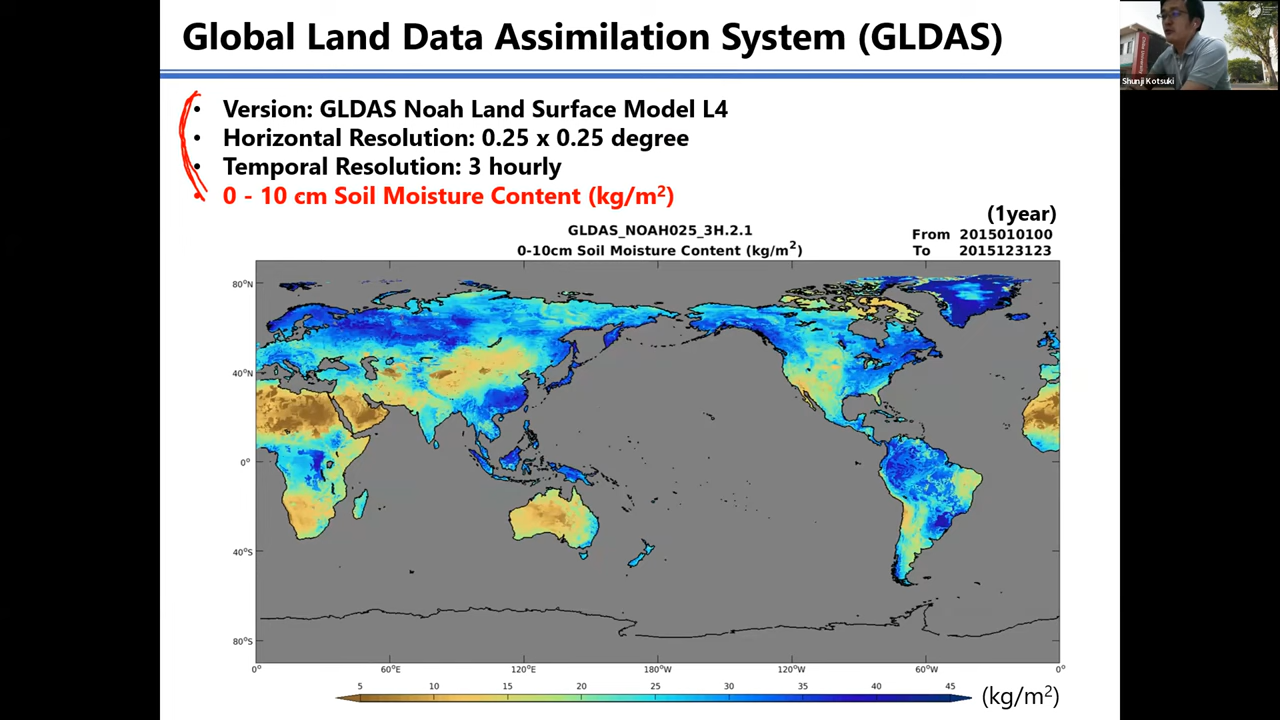 Global Land Data Assimilation System (GLDAS)
Shunji Kotsuki
• Version: GLDAS Noah Land Surface Model L4
• Horizontal Resolution: 0.25 x 0.25 degree
• Temporal Resolution: 3 hourly
• 0 - 10 cm Soil Moisture Content (kg/m²)
(1year)
GLDAS_NOAH025_3H.2.1
From 2015010100
0-10cm Soil Moisture Content (kg/m²)
To 2015123123
80°N
40°N
0°
40°S
80°S
0° 60°E 120°E 180°W 120°W 60°W 0°
5 10 15 20 25 30 35 40 45
(kg/m²)